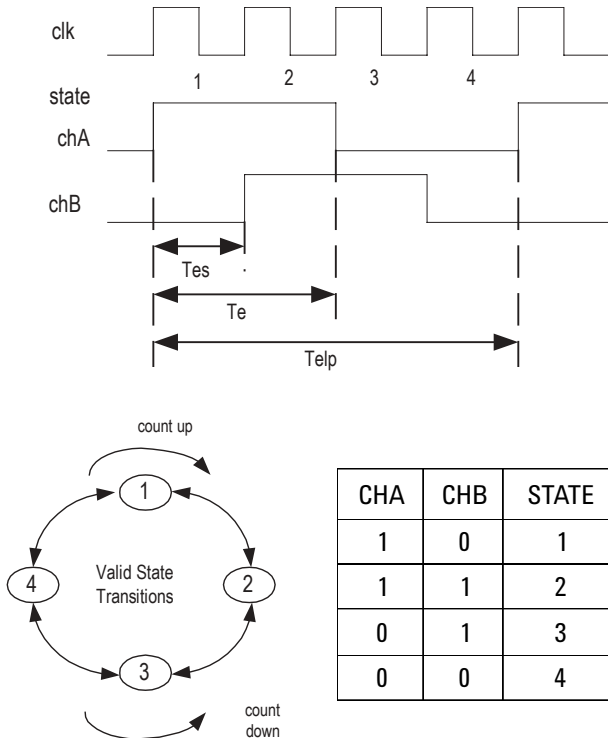 clk
1 2 3 4
state
chA
chB
Tes
Te
Telp
count up
1
4 Valid State 2
Transitions
3
count
down
CHA CHB STATE
1 0 1
1 1 2
0 1 3
0 0 4